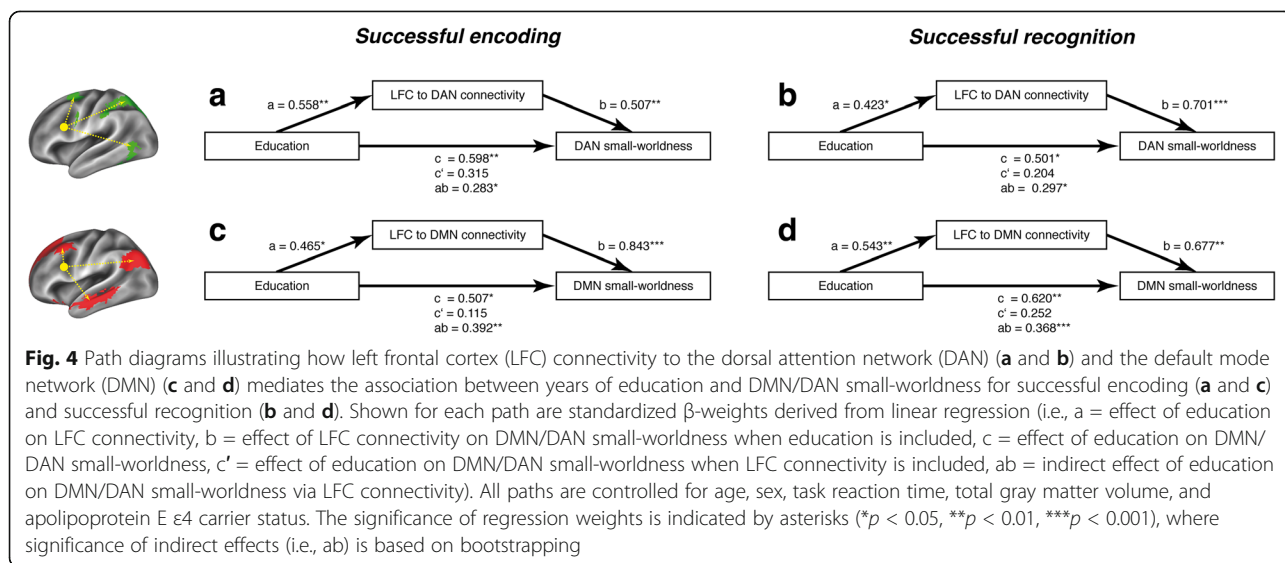 Successful encoding
Successful recognition
a
a = 0.558**
LFC to DAN connectivity
b = 0.507**
Education
DAN small-worldness
c = 0.598**
c' = 0.315
ab = 0.283*
b
a = 0.423*
LFC to DAN connectivity
b = 0.701***
Education
DAN small-worldness
c = 0.501*
c' = 0.204
ab = 0.297*
c
a = 0.465*
LFC to DMN connectivity
b = 0.843***
Education
DMN small-worldness
c = 0.507*
c' = 0.115
ab = 0.392**
d
a = 0.543**
LFC to DMN connectivity
b = 0.677**
Education
DMN small-worldness
c = 0.620**
c' = 0.252
ab = 0.368***
Fig. 4 Path diagrams illustrating how left frontal cortex (LFC) connectivity to the dorsal attention network (DAN) (a and b) and the default mode
network (DMN) (c and d) mediates the association between years of education and DMN/DAN small-worldness for successful encoding (a and c)
and successful recognition (b and d). Shown for each path are standardized β-weights derived from linear regression (i.e., a = effect of education
on LFC connectivity, b = effect of LFC connectivity on DMN/DAN small-worldness when education is included, c = effect of education on DMN/
DAN small-worldness, c' = effect of education on DMN/DAN small-worldness when LFC connectivity is included, ab = indirect effect of education
on DMN/DAN small-worldness via LFC connectivity). All paths are controlled for age, sex, task reaction time, total gray matter volume, and
apolipoprotein E ε4 carrier status. The significance of regression weights is indicated by asterisks (*p < 0.05, **p < 0.01, ***p < 0.001), where
significance of indirect effects (i.e., ab) is based on bootstrapping